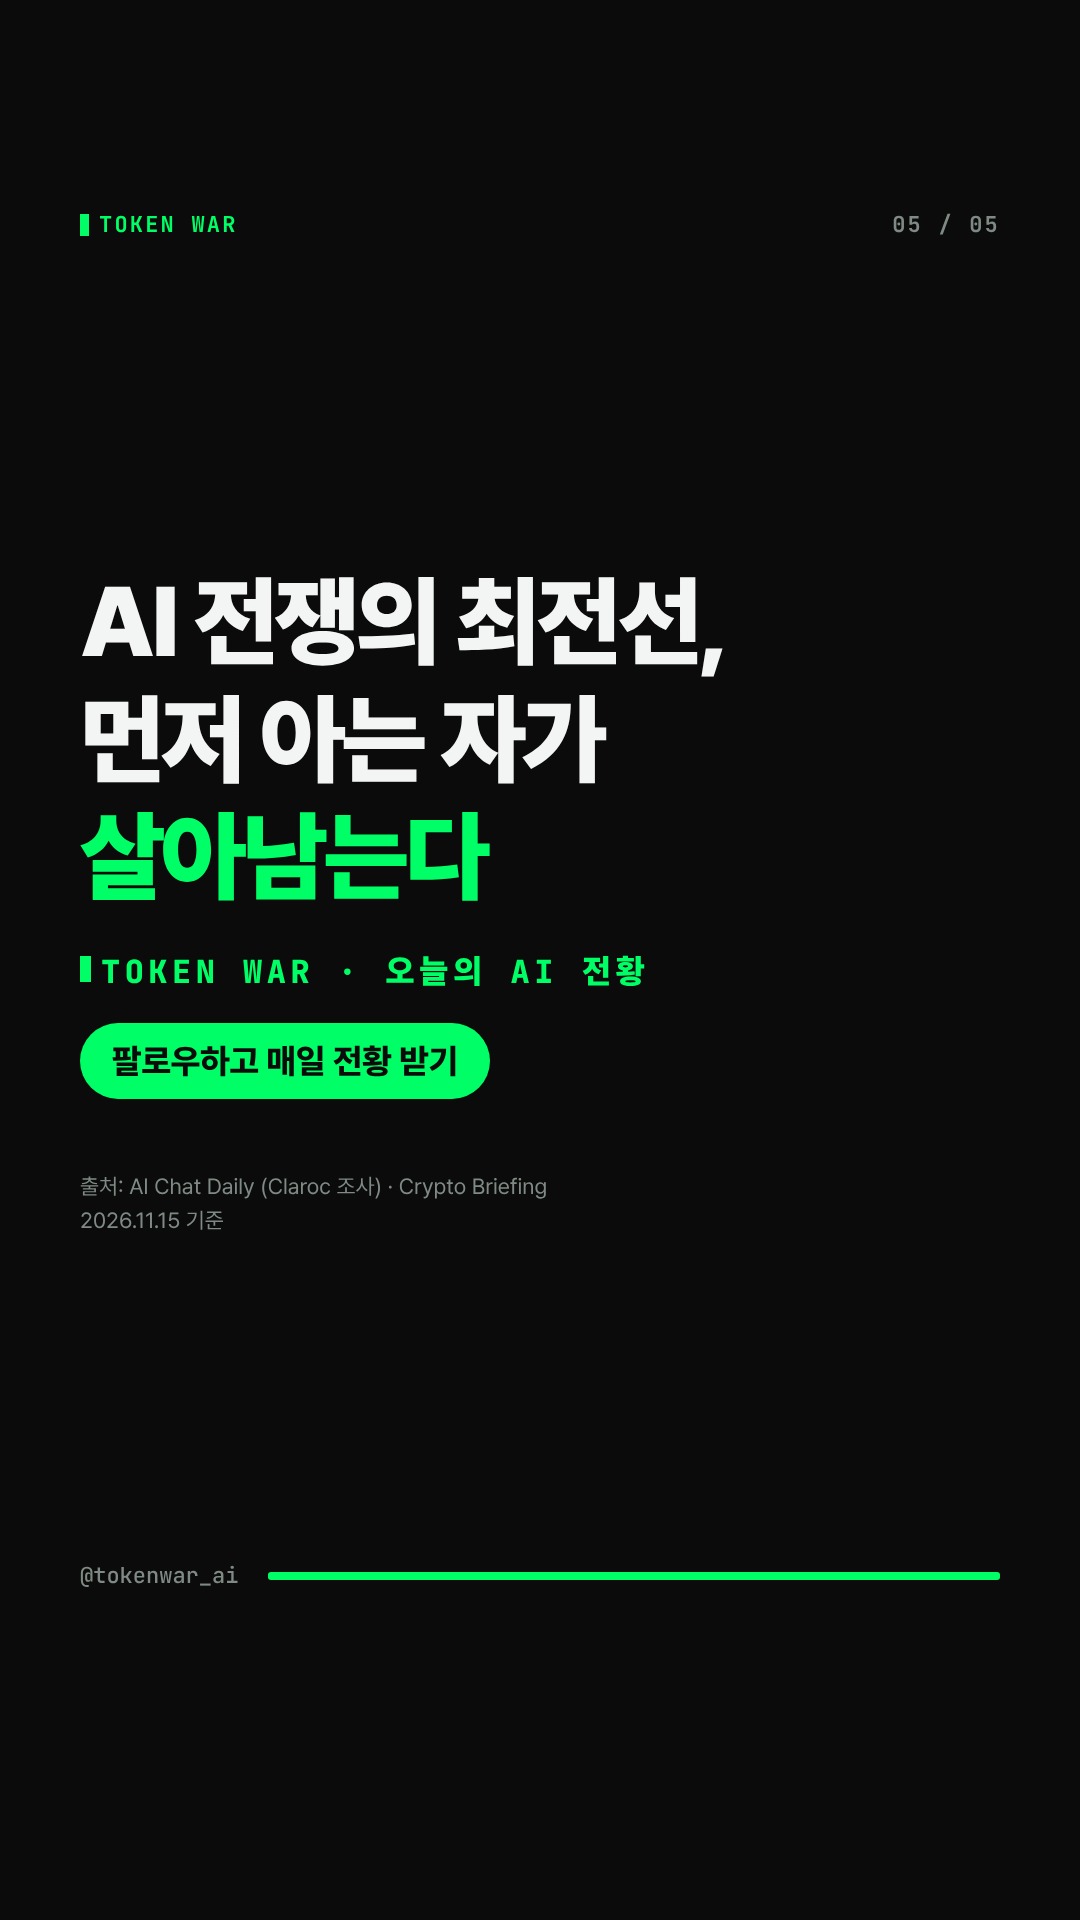 TOKEN WAR
05 / 05
AI 전쟁의 최전선,
먼저 아는 자가
살아남는다
TOKEN WAR · 오늘의 AI 전황
팔로우하고 매일 전황 받기
출처: AI Chat Daily (Claroc 조사) · Crypto Briefing
2026.11.15 기준
@tokenwar_ai